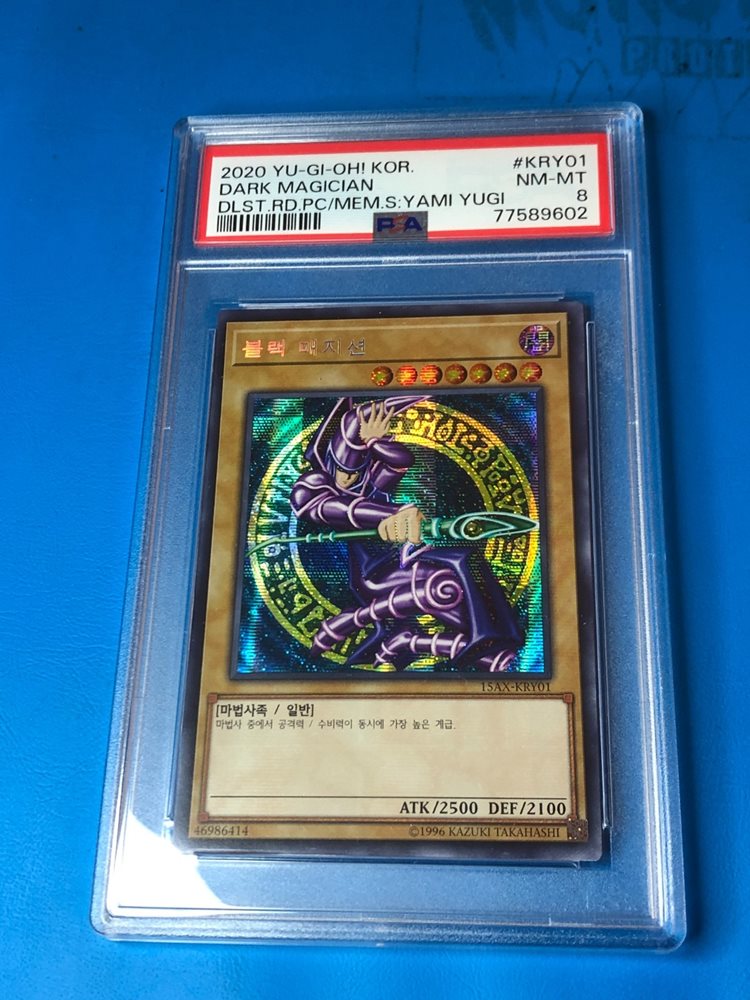 2020 YU-GI-OH! KOR. #KRY01
DARK MAGICIAN NM-MT
DLST.RD.PC/MEM.S:YAMI YUGI 8
PSA 77589602
블랙 매지션
15AX-KRY01
[마법사족 / 일반]
마법사 중에서 공격력 / 수비력이 동시에 가장 높은 계급.
ATK/2500 DEF/2100
46986414 ©1996 KAZUKI TAKAHASHI